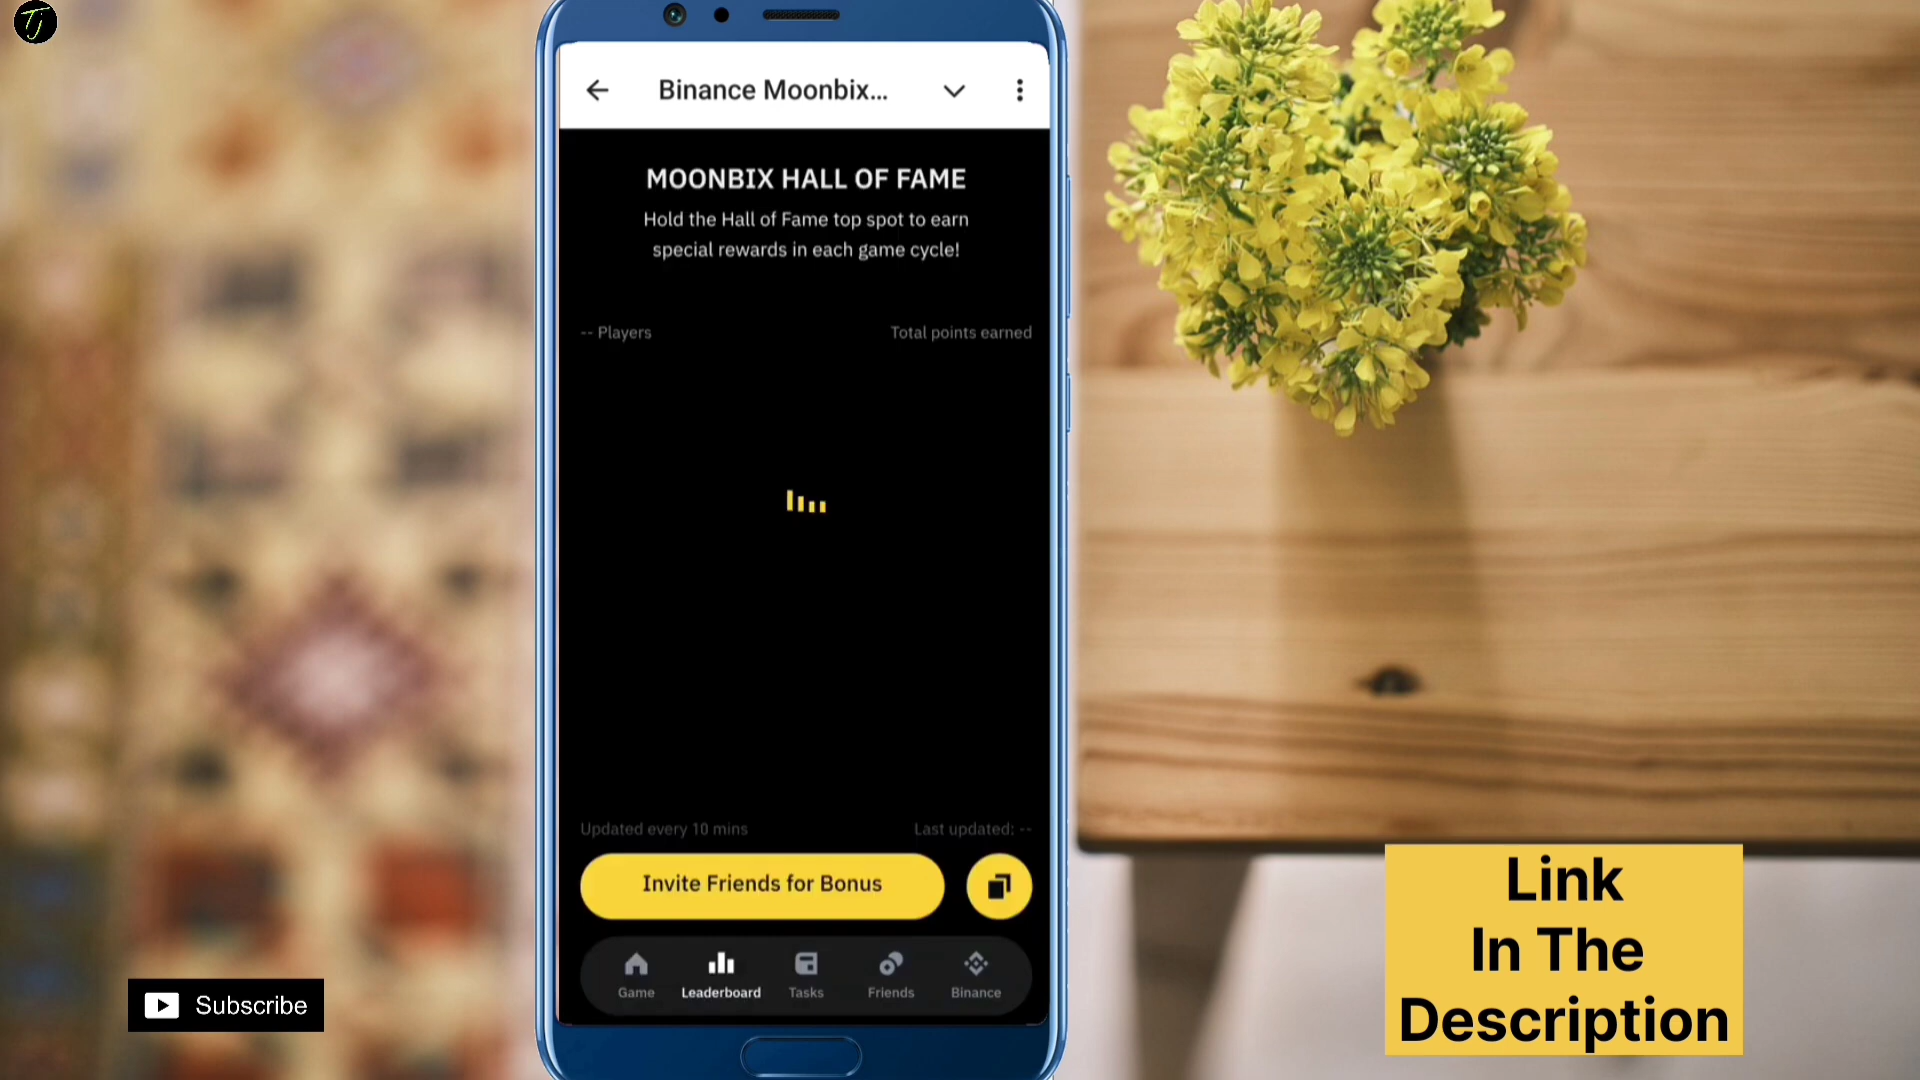 TJ
Binance Moonbix...
MOONBIX HALL OF FAME
Hold the Hall of Fame top spot to earn
special rewards in each game cycle!
-- Players
Total points earned
Updated every 10 mins
Last updated: --
Invite Friends for Bonus
Game
Leaderboard
Tasks
Friends
Binance
Subscribe
Link
In The
Description